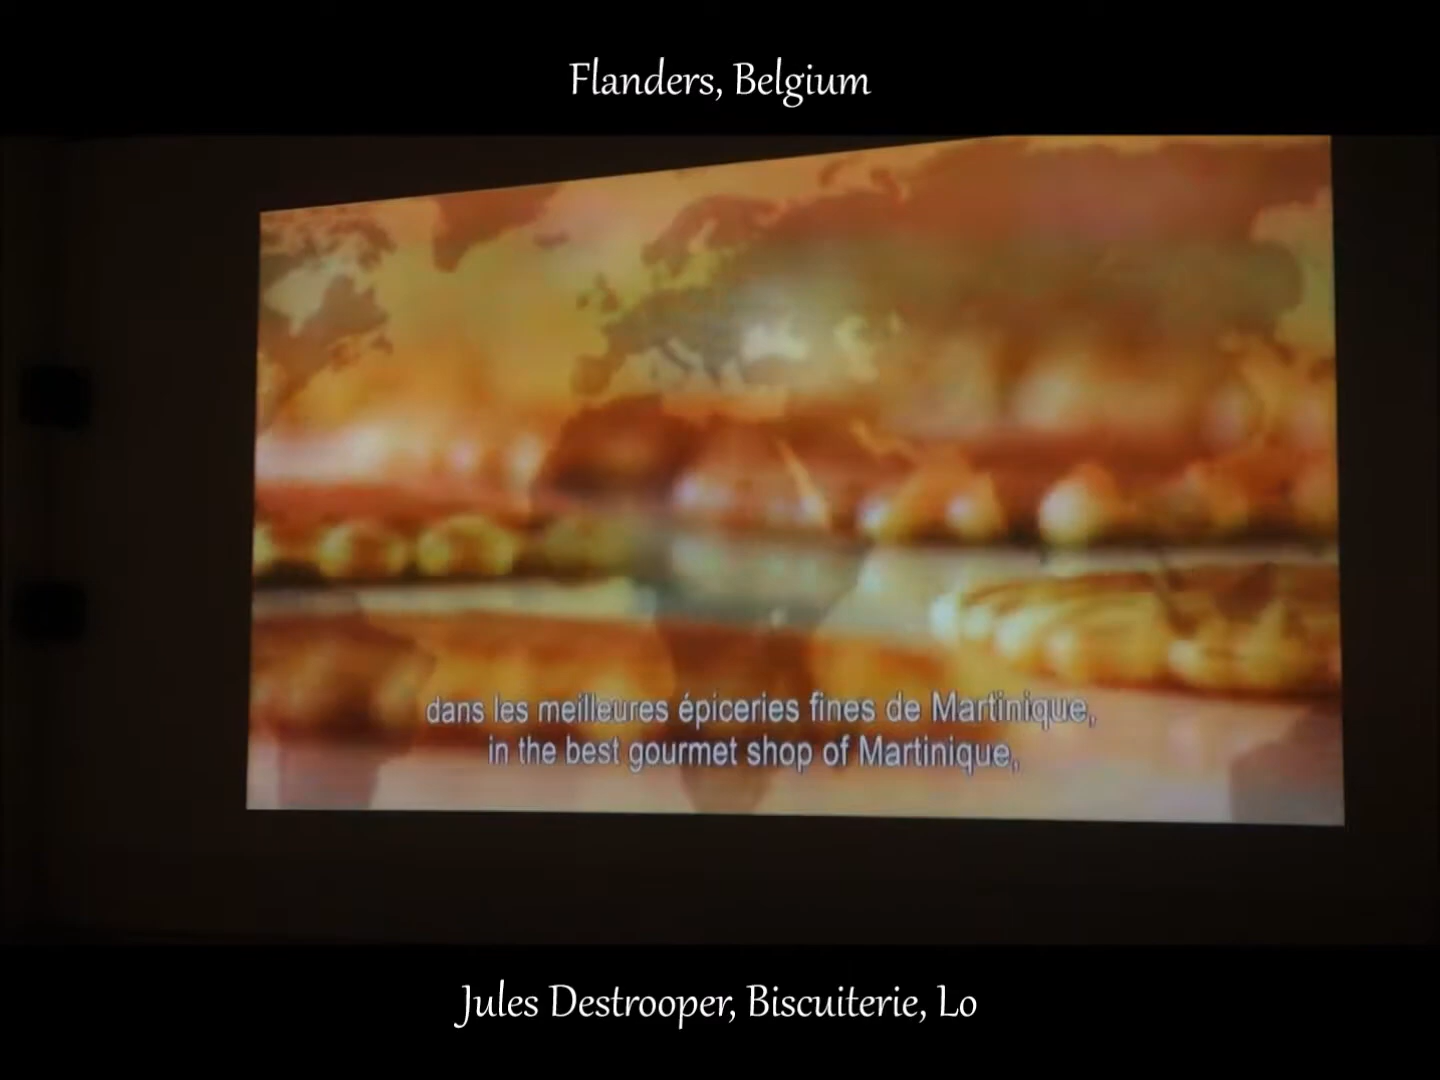 Flanders, Belgium
dans les meilleures épiceries fines de Martinique,
in the best gourmet shop of Martinique,
Jules Destrooper, Biscuiterie, Lo